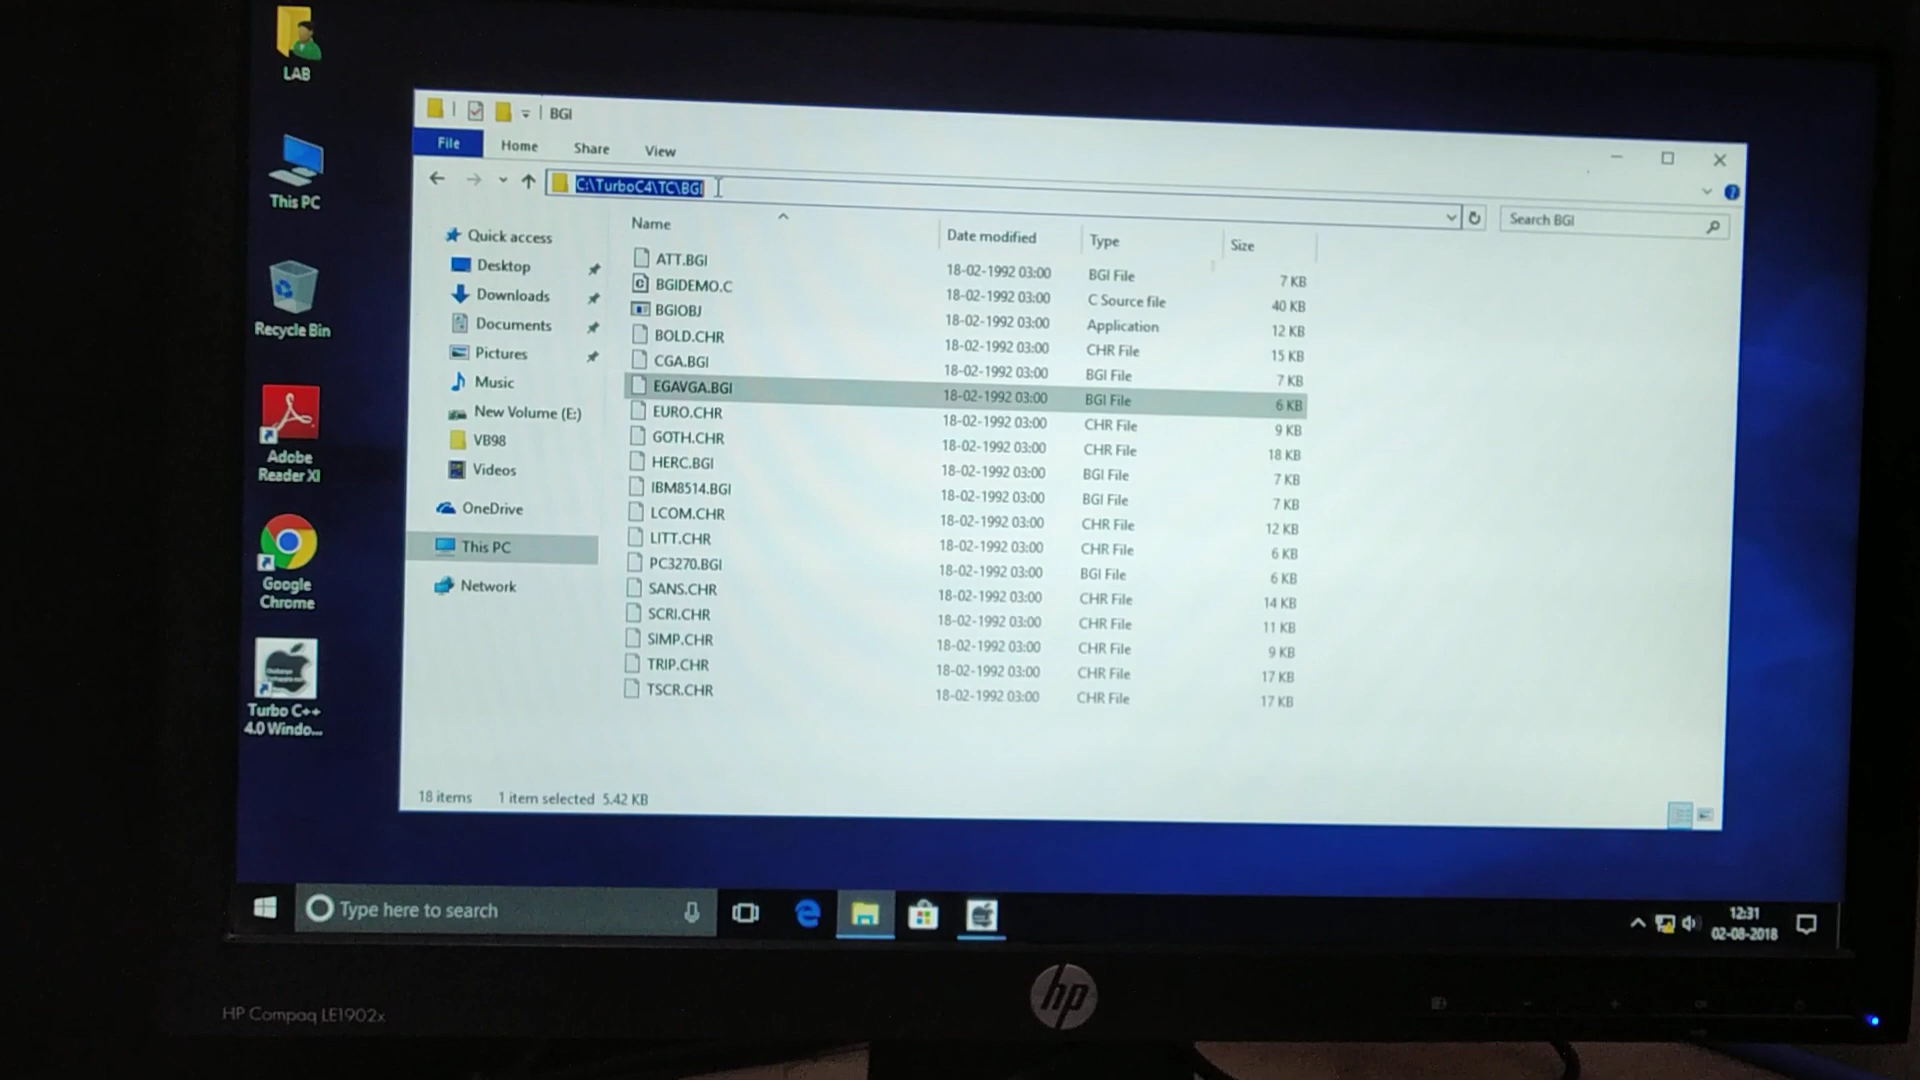 LAB
This PC
Recycle Bin
Adobe
Reader XI
Google
Chrome
Turbo C++
4.0 Windo...
BGI
File Home Share View
C:\TurboC4\TC\BGI
Search BGI
Quick access
Desktop
Downloads
Documents
Pictures
Music
New Volume (E:)
VB98
Videos
OneDrive
This PC
Network
Name Date modified Type Size
ATT.BGI 18-02-1992 03:00 BGI File 7 KB
BGIDEMO.C 18-02-1992 03:00 C Source file 40 KB
BGIOBJ 18-02-1992 03:00 Application 12 KB
BOLD.CHR 18-02-1992 03:00 CHR File 15 KB
CGA.BGI 18-02-1992 03:00 BGI File 7 KB
EGAVGA.BGI 18-02-1992 03:00 BGI File 6 KB
EURO.CHR 18-02-1992 03:00 CHR File 9 KB
GOTH.CHR 18-02-1992 03:00 CHR File 18 KB
HERC.BGI 18-02-1992 03:00 BGI File 7 KB
IBM8514.BGI 18-02-1992 03:00 BGI File 7 KB
LCOM.CHR 18-02-1992 03:00 CHR File 12 KB
LITT.CHR 18-02-1992 03:00 CHR File 6 KB
PC3270.BGI 18-02-1992 03:00 BGI File 6 KB
SANS.CHR 18-02-1992 03:00 CHR File 14 KB
SCRI.CHR 18-02-1992 03:00 CHR File 11 KB
SIMP.CHR 18-02-1992 03:00 CHR File 9 KB
TRIP.CHR 18-02-1992 03:00 CHR File 17 KB
TSCR.CHR 18-02-1992 03:00 CHR File 17 KB
18 items 1 item selected 5.42 KB
Type here to search
12:31
02-08-2018
hp
HP Compaq LE1902x